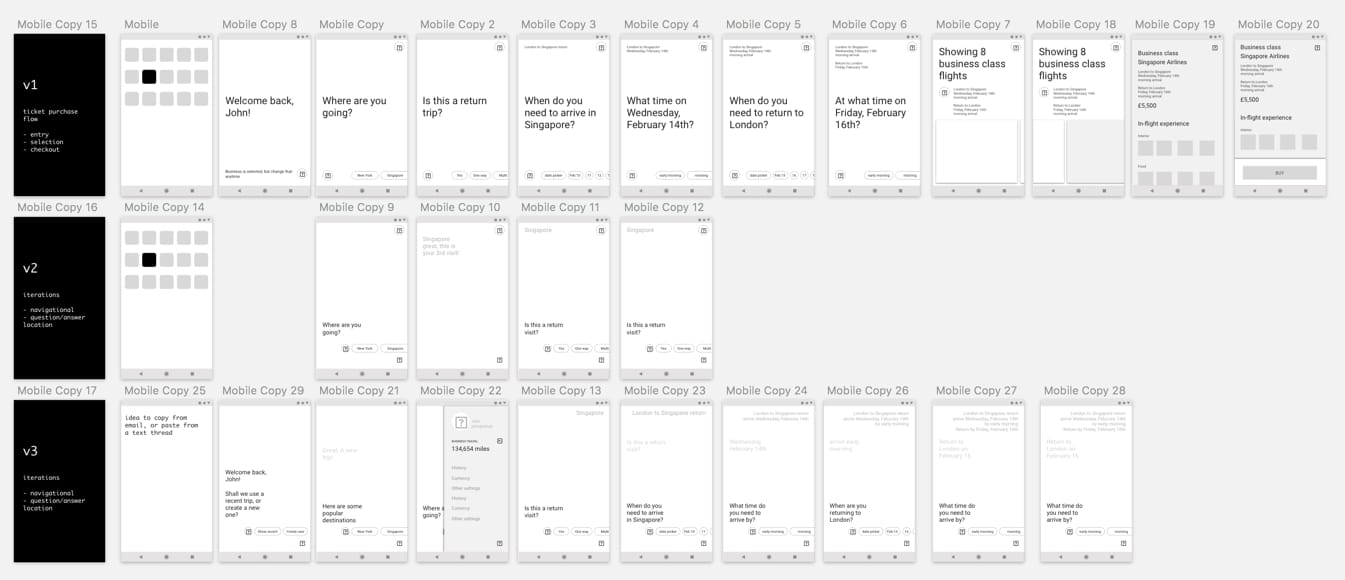 Mobile Copy 15
Mobile
Mobile Copy 8
Mobile Copy
Mobile Copy 2
Mobile Copy 3
Mobile Copy 4
Mobile Copy 5
Mobile Copy 6
Mobile Copy 7
Mobile Copy 18
Mobile Copy 19
Mobile Copy 20
v1
ticket purchase
flow
- entry
- selection
- checkout
Welcome back,
John!
Business is selected, but change that
anytime
Where are you
going?
New York
Singapore
Is this a return
trip?
Yes
One way
Multi
London to Singapore return
When do you
need to arrive in
Singapore?
date picker
Feb 10
11
12
London to Singapore
Wednesday, February 14th
morning arrival
What time on
Wednesday,
February 14th?
early morning
morning
London to Singapore
Wednesday, February 14th
morning arrival
When do you
need to return to
London?
date picker
Feb 15
16
17
London to Singapore
Wednesday, February 14th
morning arrival
Return to London
Friday, February 16th
At what time on
Friday, February
16th?
early morning
morning
Showing 8
business class
flights
London to Singapore
Wednesday, February 14th
morning arrival
Return to London
Friday, February 16th
morning arrival
Showing 8
business class
flights
London to Singapore
Wednesday, February 14th
morning arrival
Return to London
Friday, February 16th
morning arrival
Business class
Singapore Airlines
London to Singapore
Wednesday, February 14th
morning arrival
Return to London
Friday, February 16th
morning arrival
£5,500
In-flight experience
Interior
Food
Business class
Singapore Airlines
London to Singapore
Wednesday, February 14th
morning arrival
Return to London
Friday, February 16th
morning arrival
£5,500
In-flight experience
Interior
BUY
Mobile Copy 16
Mobile Copy 14
Mobile Copy 9
Mobile Copy 10
Mobile Copy 11
Mobile Copy 12
v2
iterations
- navigational
- question/answer
location
Where are you
going?
New York
Singapore
Singapore
great, this is
your 3rd visit!
Singapore
Is this a return
visit?
Yes
One way
Multi
Singapore
Is this a return
visit?
Yes
One way
Multi
Mobile Copy 17
Mobile Copy 25
Mobile Copy 29
Mobile Copy 21
Mobile Copy 22
Mobile Copy 13
Mobile Copy 23
Mobile Copy 24
Mobile Copy 26
Mobile Copy 27
Mobile Copy 28
v3
iterations
- navigational
- question/answer
location
idea to copy from
email, or paste from
a text thread
Welcome back,
John!
Shall we use a
recent trip, or
create a new
one?
Show recent
Create new
Great. A new
trip!
Here are some
popular
destinations
New York
Singapore
Where a
going?
John
BUSINESS TRAVEL
134,654 miles
History
Currency
Other settings
History
Currency
Other settings
Singapore
Is this a return
visit?
Yes
One way
Multi
London to Singapore return
Is this a return
visit?
When do you
need to arrive
in Singapore?
date picker
Feb 10
11
London to Singapore return
arrive Wednesday, February 14th
Wednesday
February 14th
What time do
you need to
arrive by?
early morning
morning
London to Singapore return
arrive Wednesday, February 14th
by early morning
arrive early
morning
When are you
returning to
London?
date picker
Feb 15
16
London to Singapore return
arrive Wednesday, February 14th
by early morning
Return by Friday, February 16th
Return to
London on
February 16
What time do
you need to
arrive by?
early morning
morning
London to Singapore return
arrive Wednesday, February 14th
by early morning
Return by Friday, February 16th
Return to
London on
February 16
What time do
you need to
arrive by?
early morning
morning